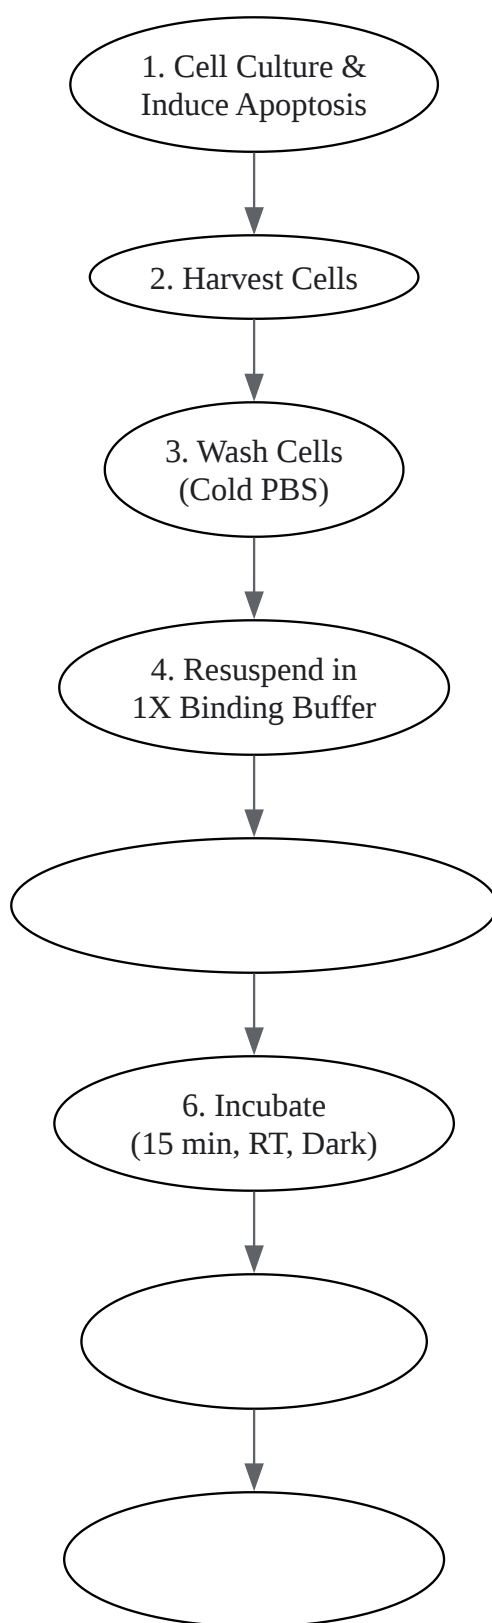 1. Cell Culture &
Induce Apoptosis
2. Harvest Cells
3. Wash Cells
(Cold PBS)
4. Resuspend in
1X Binding Buffer
6. Incubate
(15 min, RT, Dark)